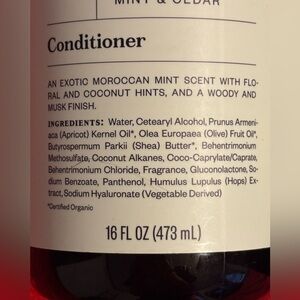 MINT & CEDAR
Conditioner
AN EXOTIC MOROCCAN MINT SCENT WITH FLO-
RAL AND COCONUT HINTS, AND A WOODY AND
MUSK FINISH.
INGREDIENTS: Water, Cetearyl Alcohol, Prunus Armeni-
aca (Apricot) Kernel Oil*, Olea Europaea (Olive) Fruit Oil*,
Butyrospermum Parkii (Shea) Butter*, Behentrimonium
Methosulfate, Coconut Alkanes, Coco-Caprylate/Caprate,
Behentrimonium Chloride, Fragrance, Gluconolactone, So-
dium Benzoate, Panthenol, Humulus Lupulus (Hops) Ex-
tract, Sodium Hyaluronate (Vegetable Derived)
*Certified Organic
16 FL OZ (473 mL)